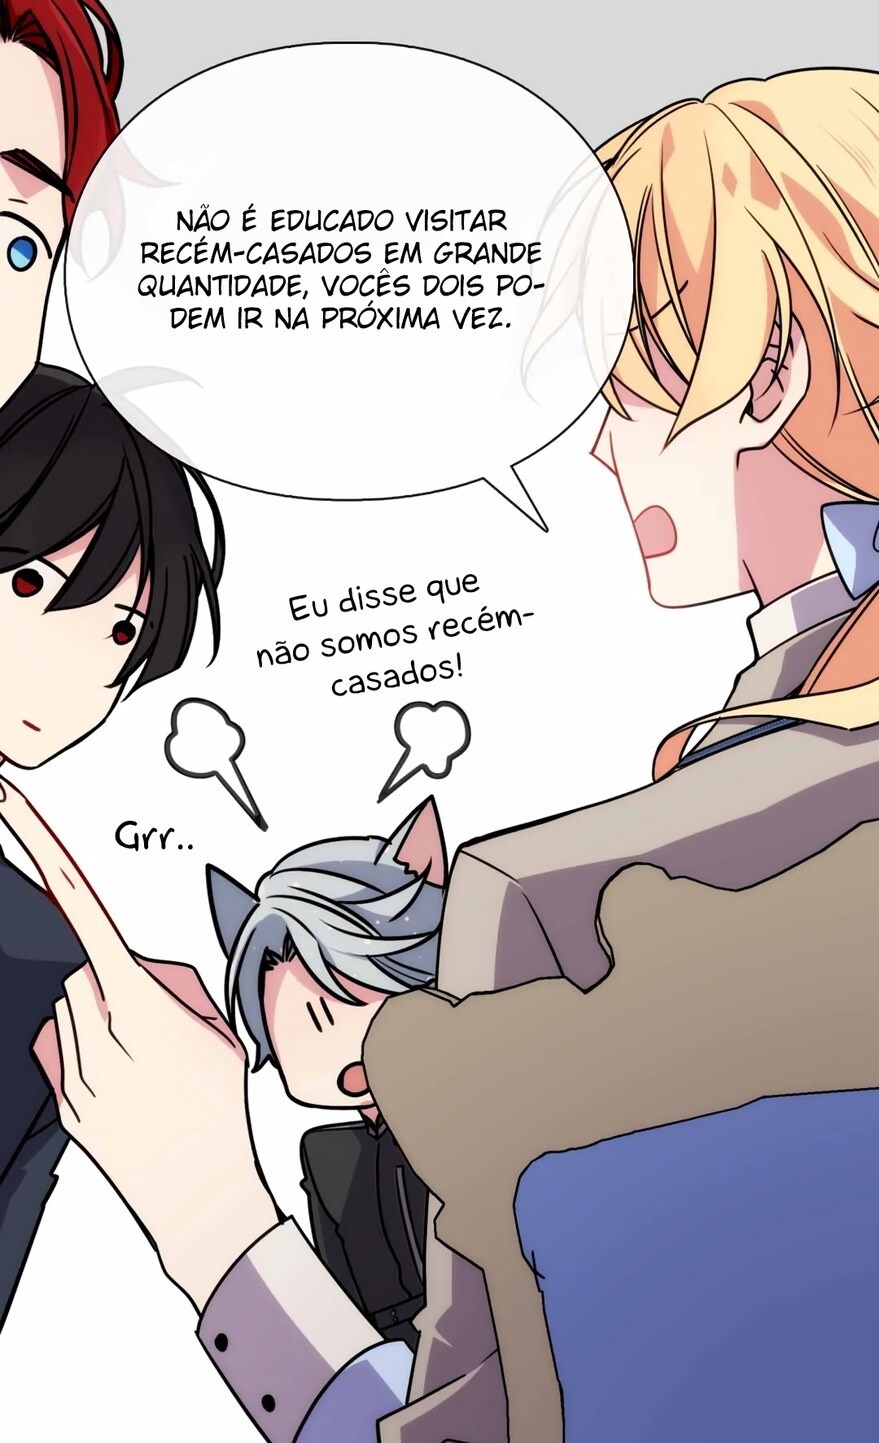 NÃO É EDUCADO VISITAR
RECÉM-CASADOS EM GRANDE
QUANTIDADE, VOCÊS DOIS PO-
DEM IR NA PRÓXIMA VEZ.
Eu disse que
não somos recém-
casados!
Grr..